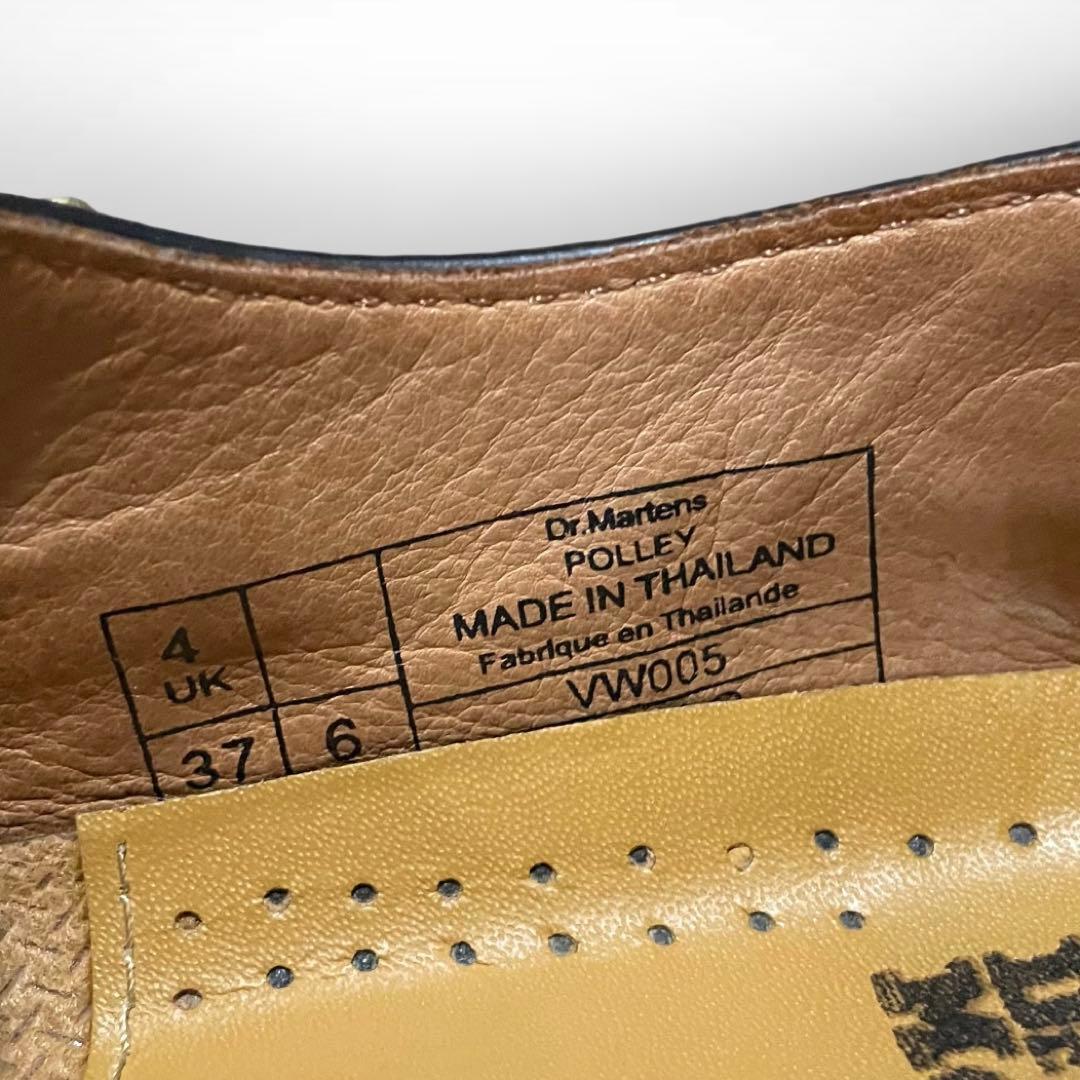 4
UK
37
6
Dr.Martens
POLLEY
MADE IN THAILAND
Fabrique en Thailande
VW005